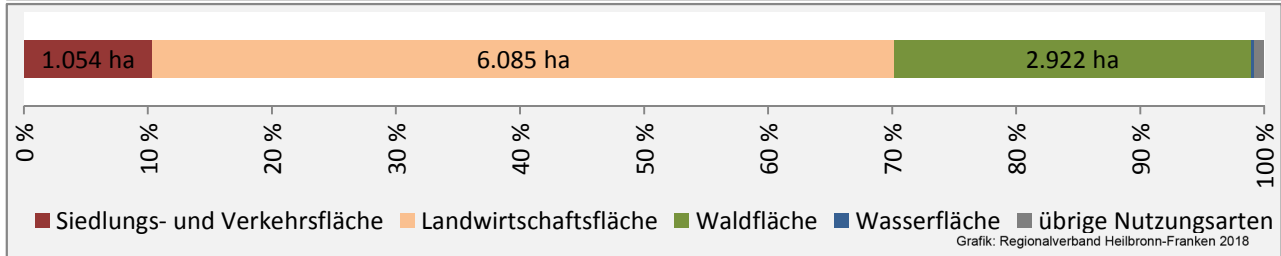 1.054 ha 6.085 ha 2.922 ha
0 % 10 % 20 % 30 % 40 % 50 % 60 % 70 % 80 % 90 % 100 %
Siedlungs- und Verkehrsfläche Landwirtschaftsfläche Waldfläche Wasserfläche übrige Nutzungsarten
Grafik: Regionalverband Heilbronn-Franken 2018